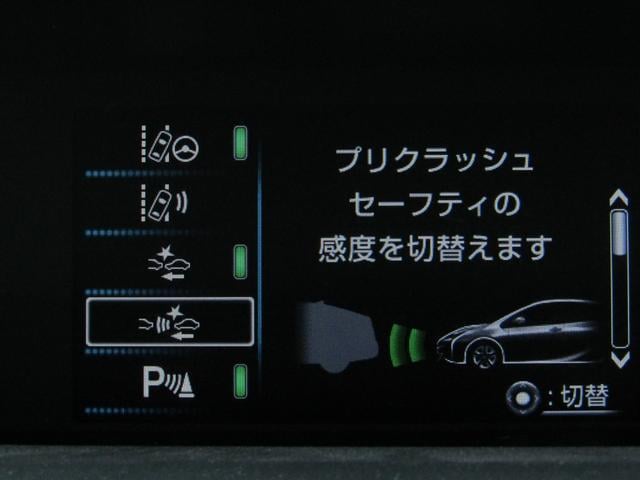 プリクラッシュ
セーフティの
感度を切替えます
P
:切替